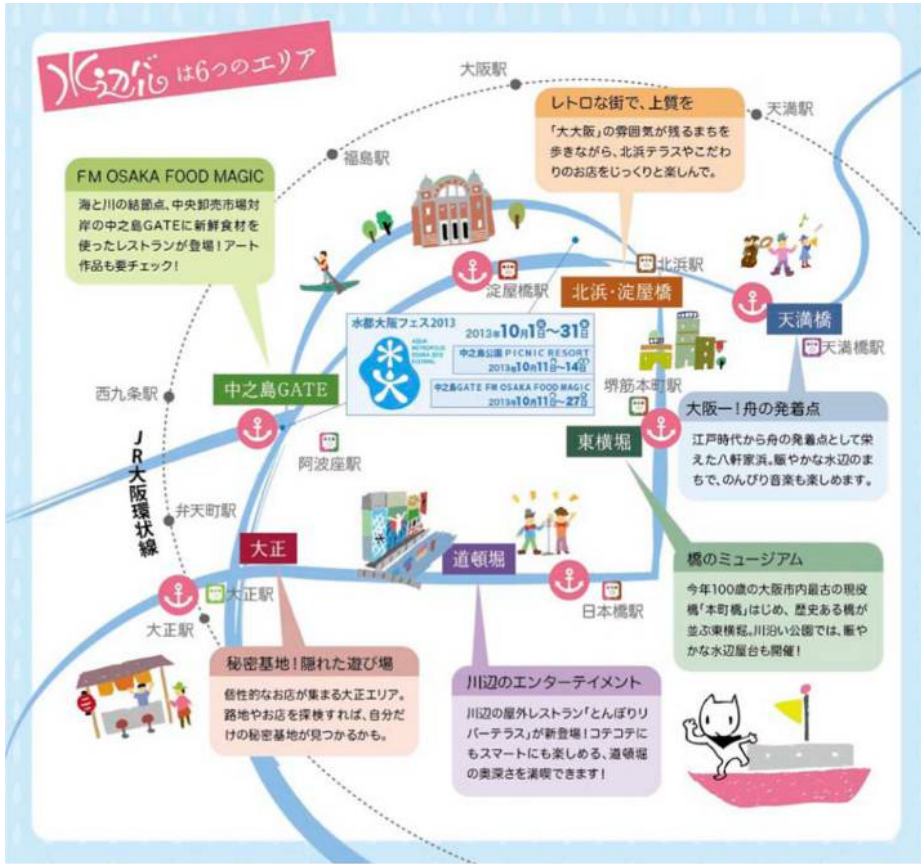 水辺バルは6つのエリア
大阪駅
天満駅
福島駅
レトロな街で、上質を
「大大阪」の雰囲気が残るまちを
歩きながら、北浜テラスやこだわ
りのお店をじっくりと楽しんで。
FM OSAKA FOOD MAGIC
海と川の結節点、中央卸売市場対
岸の中之島GATEに新鮮食材を
使ったレストランが登場!アート
作品も要チェック!
北浜駅
淀屋橋駅
北浜・淀屋橋
天満橋
天満橋駅
水都大阪フェス2013
2013年10月1日㊋〜31日㊍
AQUA
METROPOLIS
OSAKA 2013
FESTIVAL
中之島公園 PICNIC RESORT
2013年10月11日〜14日
中之島GATE FM OSAKA FOOD MAGIC
2013年10月11日〜27日
堺筋本町駅
西九条駅
中之島GATE
大阪一!舟の発着点
江戸時代から舟の発着点として栄
えた八軒家浜。賑やかな水辺のま
ちで、のんびり音楽も楽しめます。
東横堀
阿波座駅
JR大阪環状線
弁天町駅
大正
道頓堀
橋のミュージアム
今年100歳の大阪市内最古の現役
橋「本町橋」はじめ、歴史ある橋が
並ぶ東横堀。川沿い公園では、賑や
かな水辺屋台も開催!
大正駅
大正駅
日本橋駅
秘密基地!隠れた遊び場
個性的なお店が集まる大正エリア。
路地やお店を探検すれば、自分だ
けの秘密基地が見つかるかも。
川辺のエンターテイメント
川辺の屋外レストラン「とんぼりリ
バーテラス」が新登場!コテコテに
もスマートにも楽しめる、道頓堀
の奥深さを満喫できます!